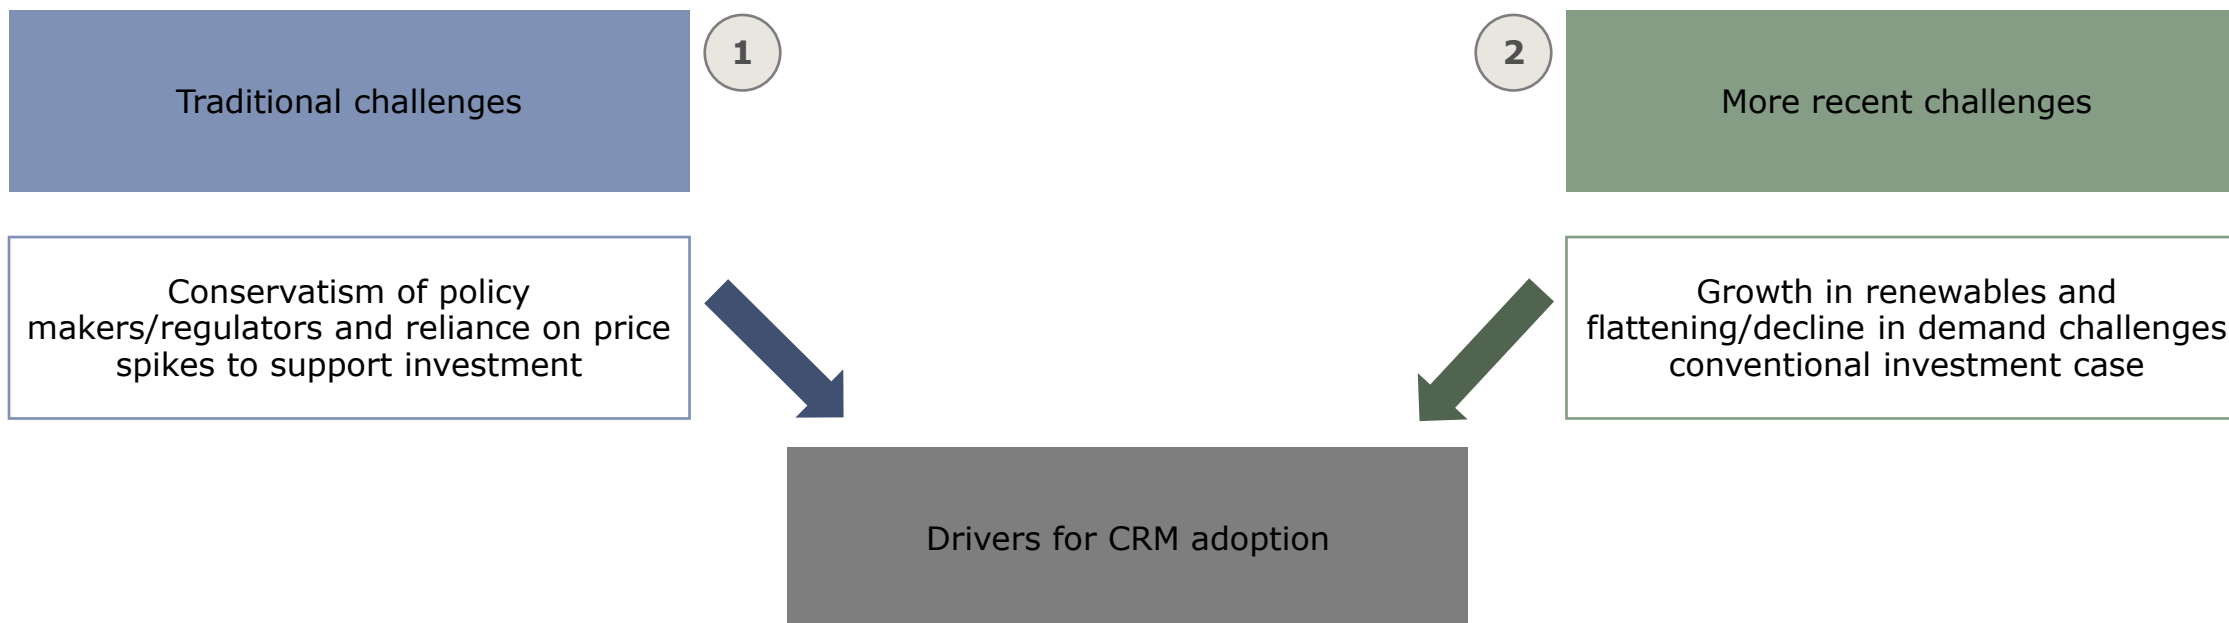 Traditional challenges
1
Conservatism of policy
makers/regulators and reliance on price
spikes to support investment
2
More recent challenges
Growth in renewables and
flattening/decline in demand challenges
conventional investment case
Drivers for CRM adoption